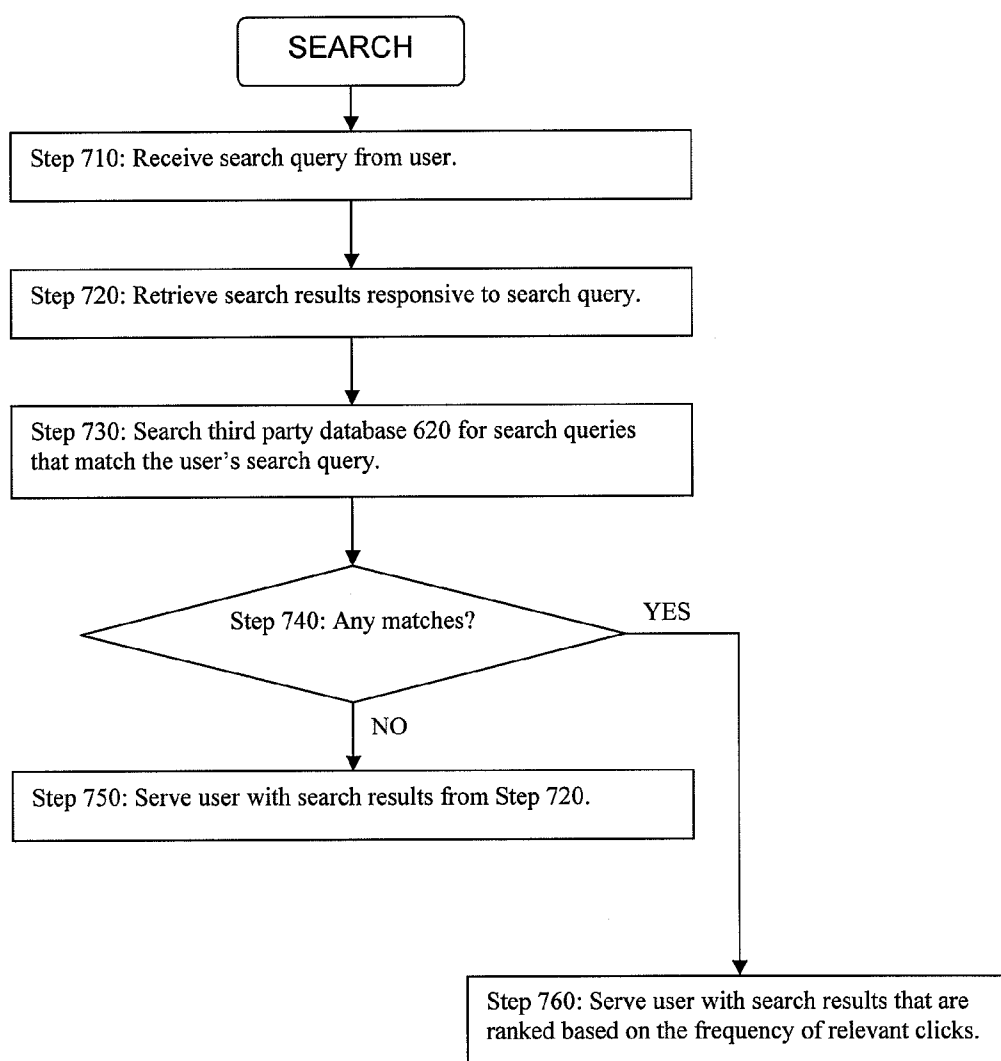 SEARCH
Step 710: Receive search query from user.
Step 720: Retrieve search results responsive to search query.
Step 730: Search third party database 620 for search queries
that match the user's search query.
Step 740: Any matches?
YES
NO
Step 750: Serve user with search results from Step 720.
Step 760: Serve user with search results that are
ranked based on the frequency of relevant clicks.